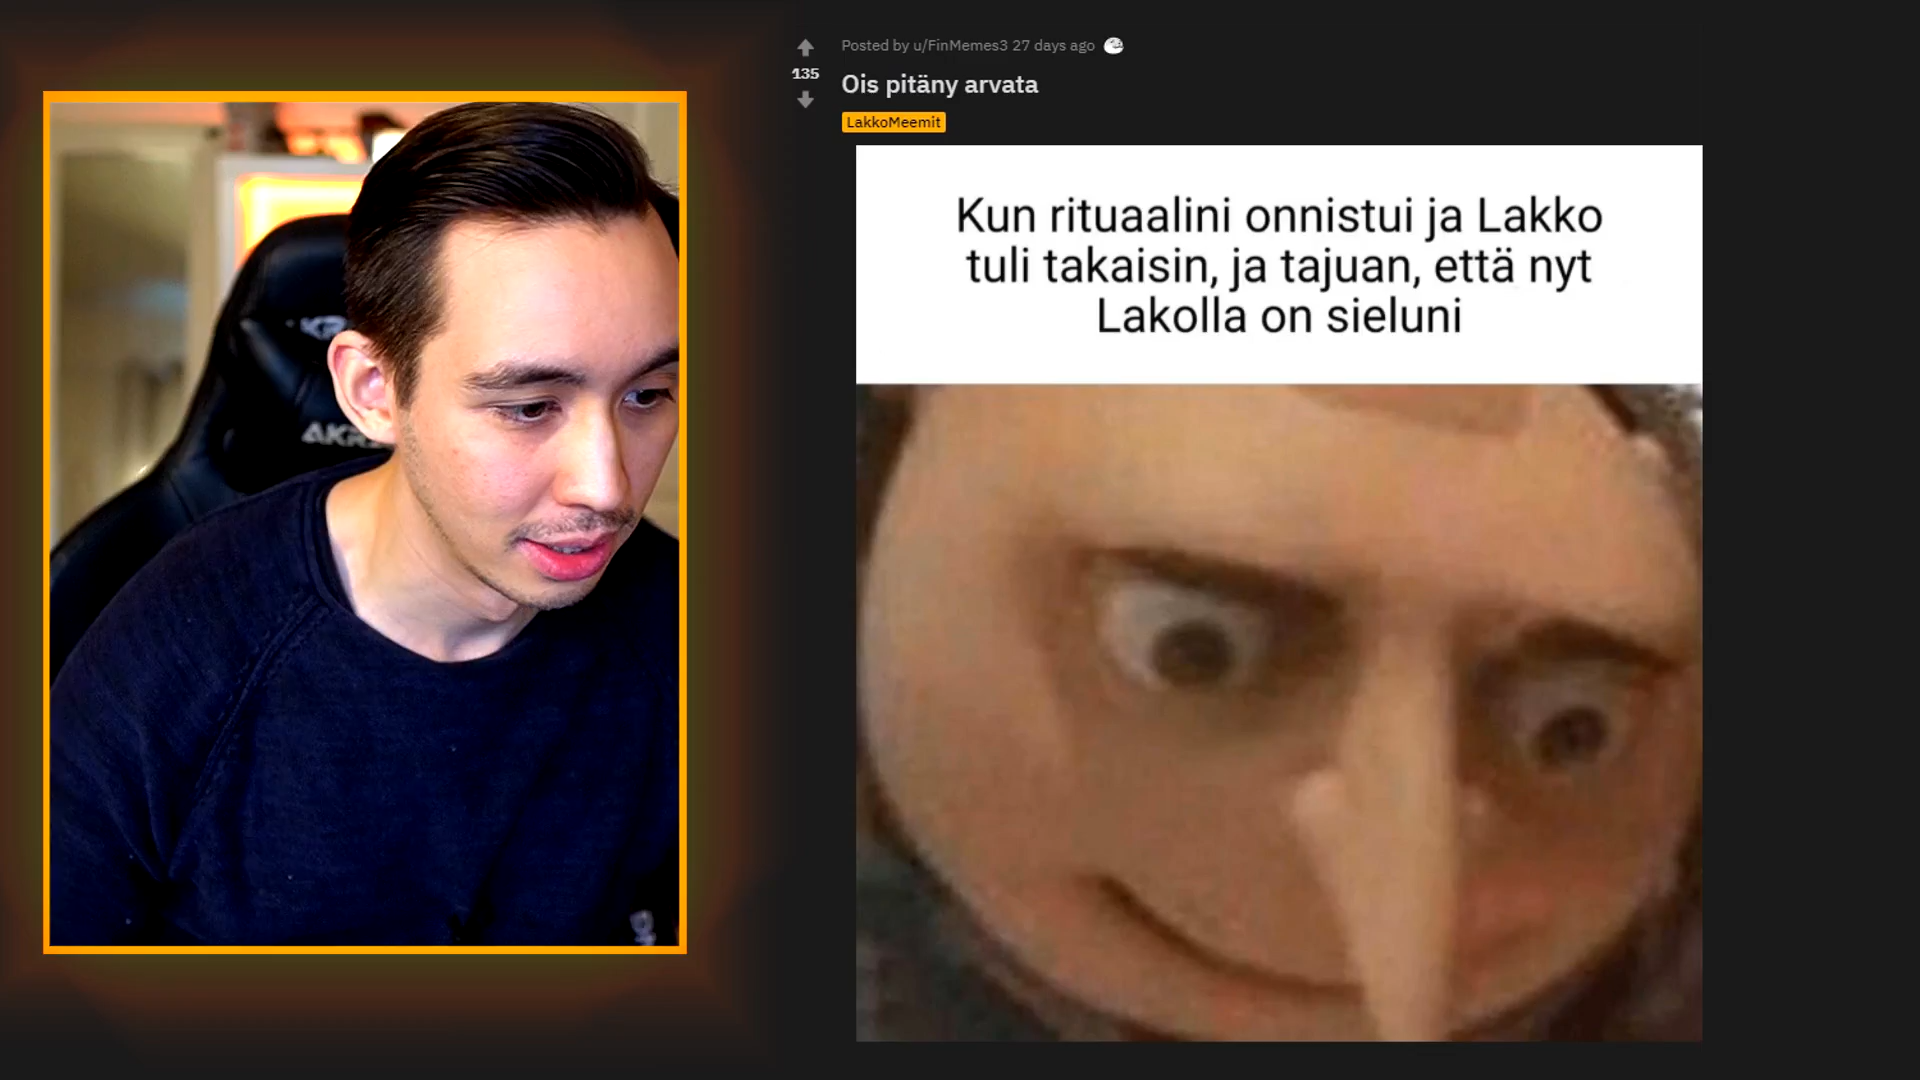 Posted by u/FinMemes3 27 days ago
135
Ois pitäny arvata
LakkoMeemit
Kun rituaalini onnistui ja Lakko
tuli takaisin, ja tajuan, että nyt
Lakolla on sieluni